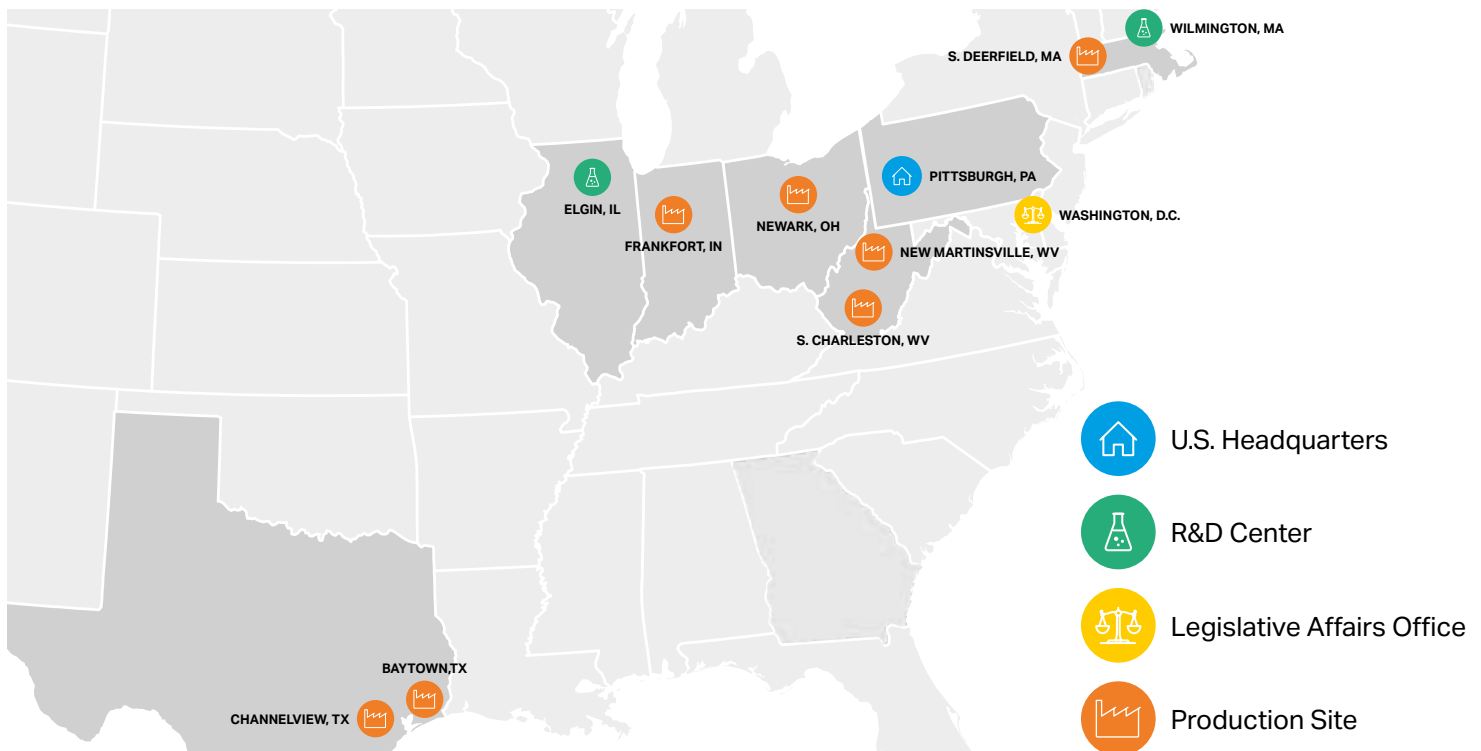 WILMINGTON, MA
S. DEERFIELD, MA
PITTSBURGH, PA
ELGIN, IL
WASHINGTON, D.C.
NEWARK, OH
FRANKFORT, IN
NEW MARTINSVILLE, WV
S. CHARLESTON, WV
U.S. Headquarters
R&D Center
Legislative Affairs Office
BAYTOWN,TX
CHANNELVIEW, TX
Production Site